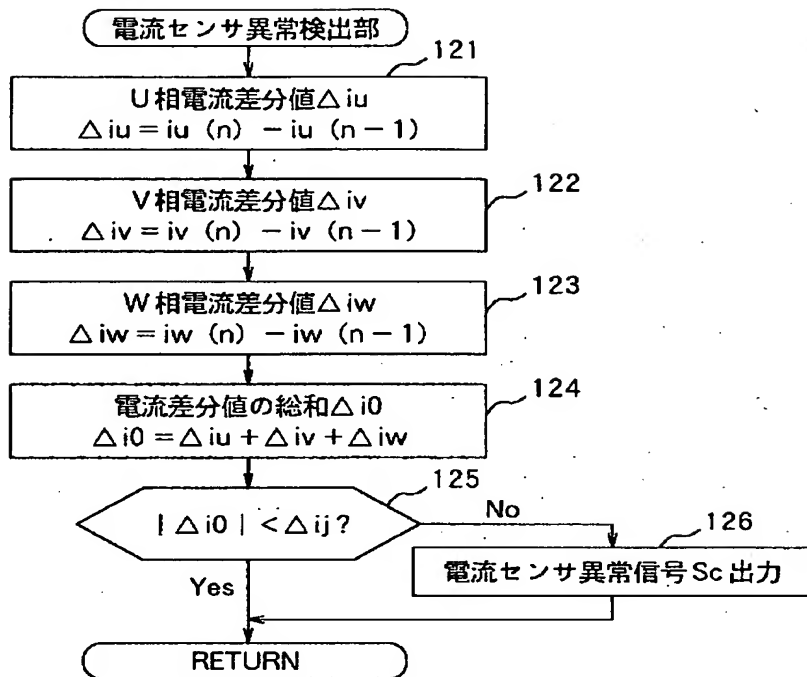 電流センサ異常検出部
121
U相電流差分値△iu
△iu＝iu（n）－iu（n－1）
122
V相電流差分値△iv
△iv＝iv（n）－iv（n－1）
123
W相電流差分値△iw
△iw＝iw（n）－iw（n－1）
124
電流差分値の総和△i0
△i0＝△iu＋△iv＋△iw
125
|△i0|＜△ij？
No
126
電流センサ異常信号Sc出力
Yes
RETURN